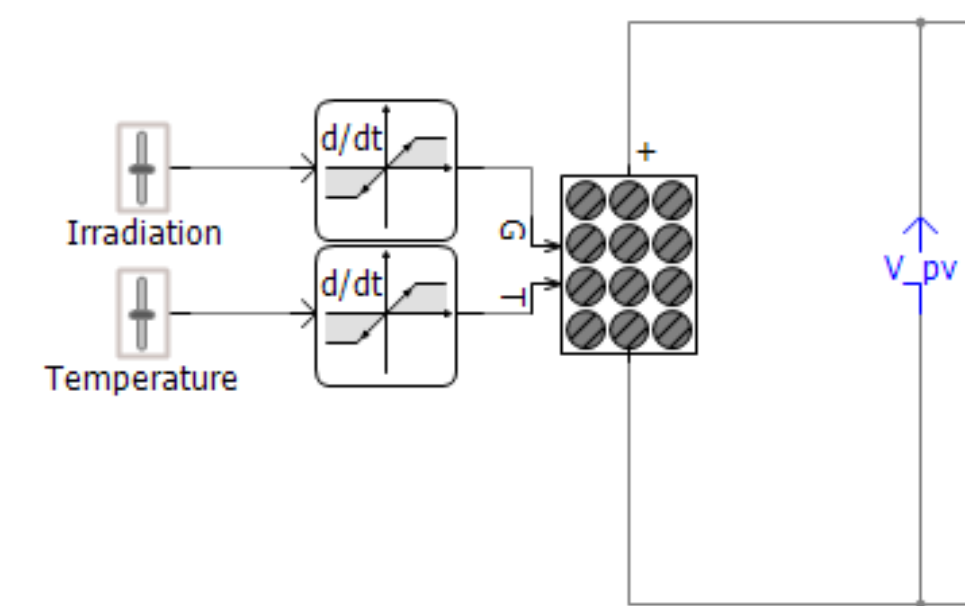 d/dt
Irradiation
+
G
d/dt
T
Temperature
V_pv